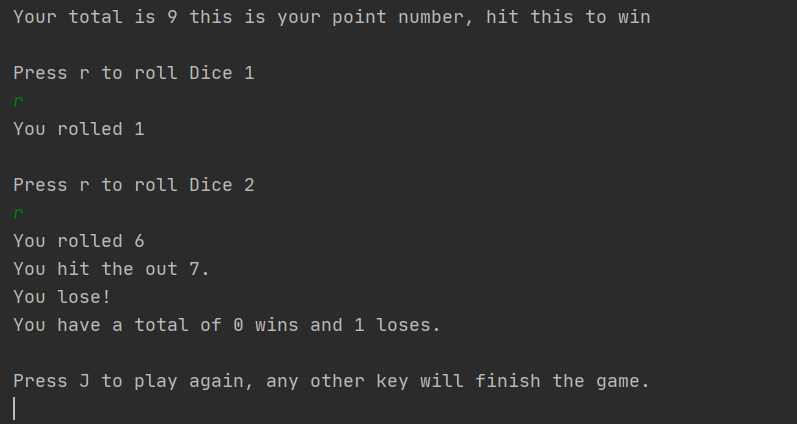 Your total is 9 this is your point number, hit this to win
Press r to roll Dice 1
r
You rolled 1
Press r to roll Dice 2
r
You rolled 6
You hit the out 7.
You lose!
You have a total of 0 wins and 1 loses.
Press J to play again, any other key will finish the game.